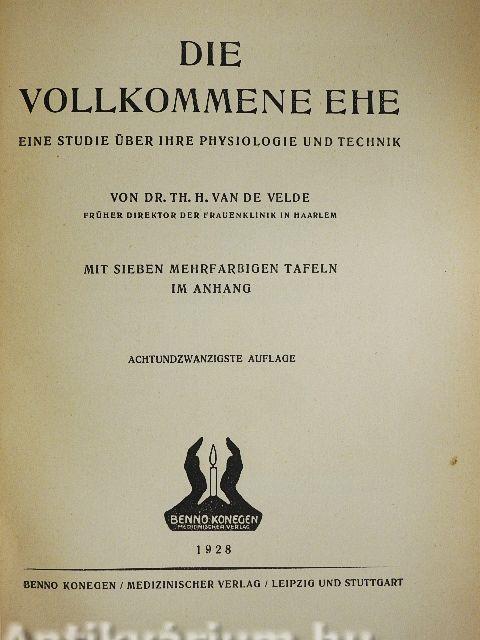 DIE
VOLLKOMMENE EHE
EINE STUDIE ÜBER IHRE PHYSIOLOGIE UND TECHNIK
VON DR. TH. H. VAN DE VELDE
FRÜHER DIREKTOR DER FRAUENKLINIK IN HAARLEM
MIT SIEBEN MEHRFARBIGEN TAFELN
IM ANHANG
ACHTUNDZWANZIGSTE AUFLAGE
BENNO KONEGEN
MEDIZINISCHER VERLAG
1928
BENNO KONEGEN / MEDIZINISCHER VERLAG / LEIPZIG UND STUTTGART
Antikvárium.hu